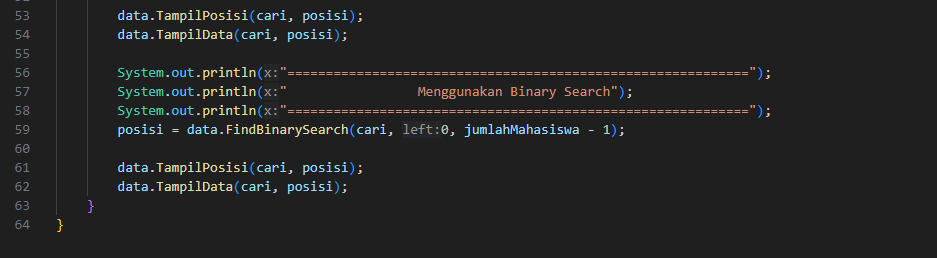 53 data.TampilPosisi(cari, posisi);
54 data.TampilData(cari, posisi);
55
56 System.out.println(x:"============================================================");
57 System.out.println(x:"                 Menggunakan Binary Search");
58 System.out.println(x:"============================================================");
59 posisi = data.FindBinarySearch(cari, left:0, jumlahMahasiswa - 1);
60
61 data.TampilPosisi(cari, posisi);
62 data.TampilData(cari, posisi);
63 }
64 }